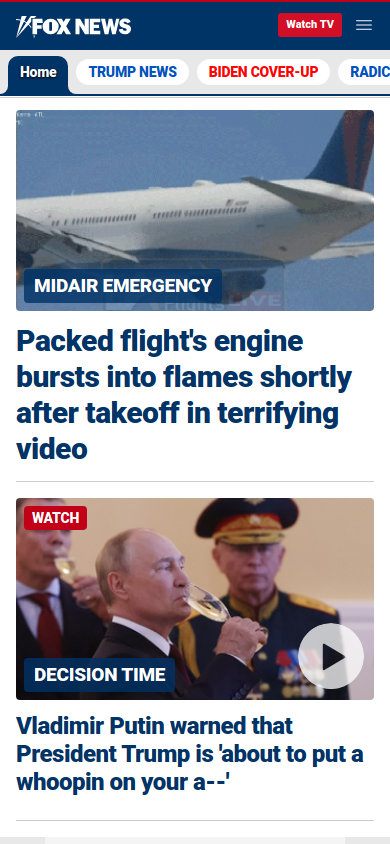 FOX NEWS
Watch TV
Home
TRUMP NEWS
BIDEN COVER-UP
RADIC
LIVE
MIDAIR EMERGENCY
Packed flight's engine
bursts into flames shortly
after takeoff in terrifying
video
WATCH
DECISION TIME
Vladimir Putin warned that
President Trump is 'about to put a
whoopin on your a--'